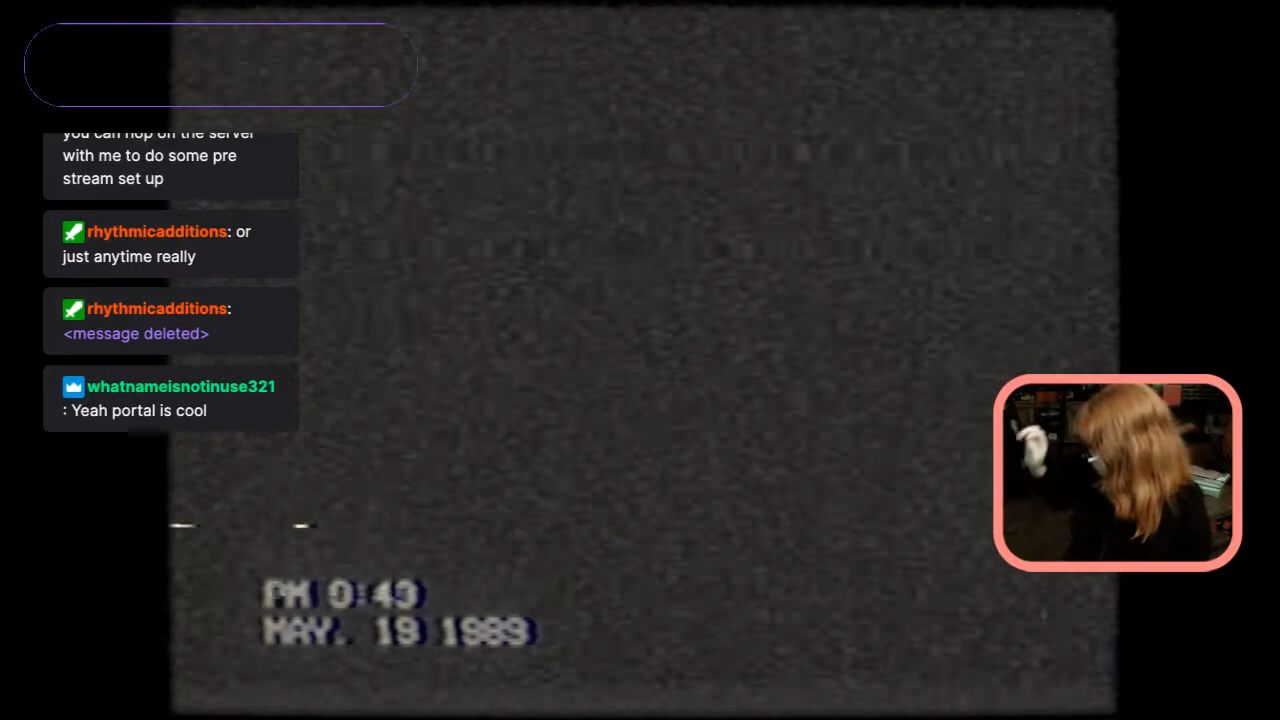 you can hop on the server
with me to do some pre
stream set up
rhythmicadditions: or
just anytime really
rhythmicadditions:
<message deleted>
whatnameisnotinuse321
: Yeah portal is cool
PM 0:43
MAY. 19 1989